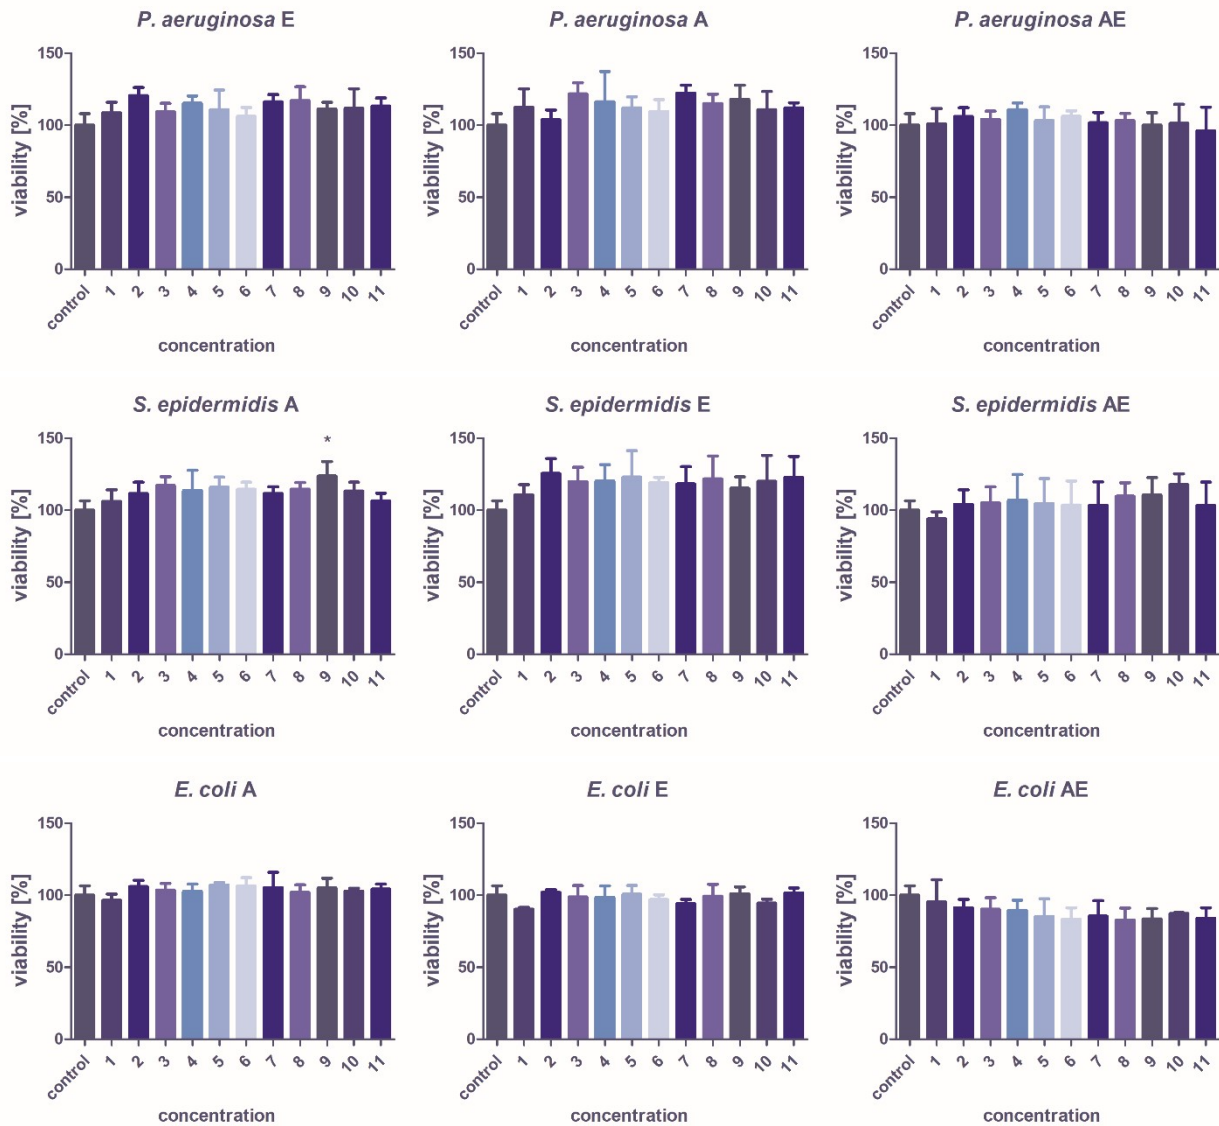 P. aeruginosa E
150
100
50
0
viability [%]
control 1 2 3 4 5 6 7 8 9 10 11
concentration
P. aeruginosa A
150
100
50
0
viability [%]
control 1 2 3 4 5 6 7 8 9 10 11
concentration
P. aeruginosa AE
150
100
50
0
viability [%]
control 1 2 3 4 5 6 7 8 9 10 11
concentration
S. epidermidis A
150
100
50
0
viability [%]
*
control 1 2 3 4 5 6 7 8 9 10 11
concentration
S. epidermidis E
150
100
50
0
viability [%]
control 1 2 3 4 5 6 7 8 9 10 11
concentration
S. epidermidis AE
150
100
50
0
viability [%]
control 1 2 3 4 5 6 7 8 9 10 11
concentration
E. coli A
150
100
50
0
viability [%]
control 1 2 3 4 5 6 7 8 9 10 11
concentration
E. coli E
150
100
50
0
viability [%]
control 1 2 3 4 5 6 7 8 9 10 11
concentration
E. coli AE
150
100
50
0
viability [%]
control 1 2 3 4 5 6 7 8 9 10 11
concentration